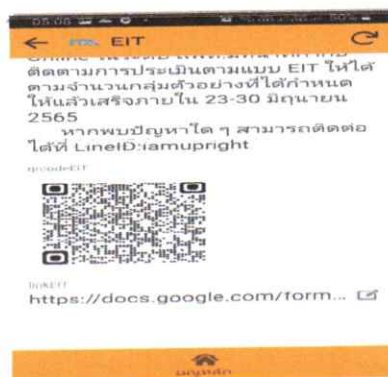 05:08
← ITA EIT
ติดตามการประเมินตามแบบ EIT ให้ได้
ตามจำนวนกลุ่มตัวอย่างที่ได้กำหนด
ให้แล้วเสร็จภายใน 23-30 มิถุนายน
2565
หากพบปัญหาใด ๆ สามารถติดต่อ
ได้ที่ LineID:iamupright
qrcodeEIT
linkEIT
https://docs.google.com/form...
เมนูหลัก